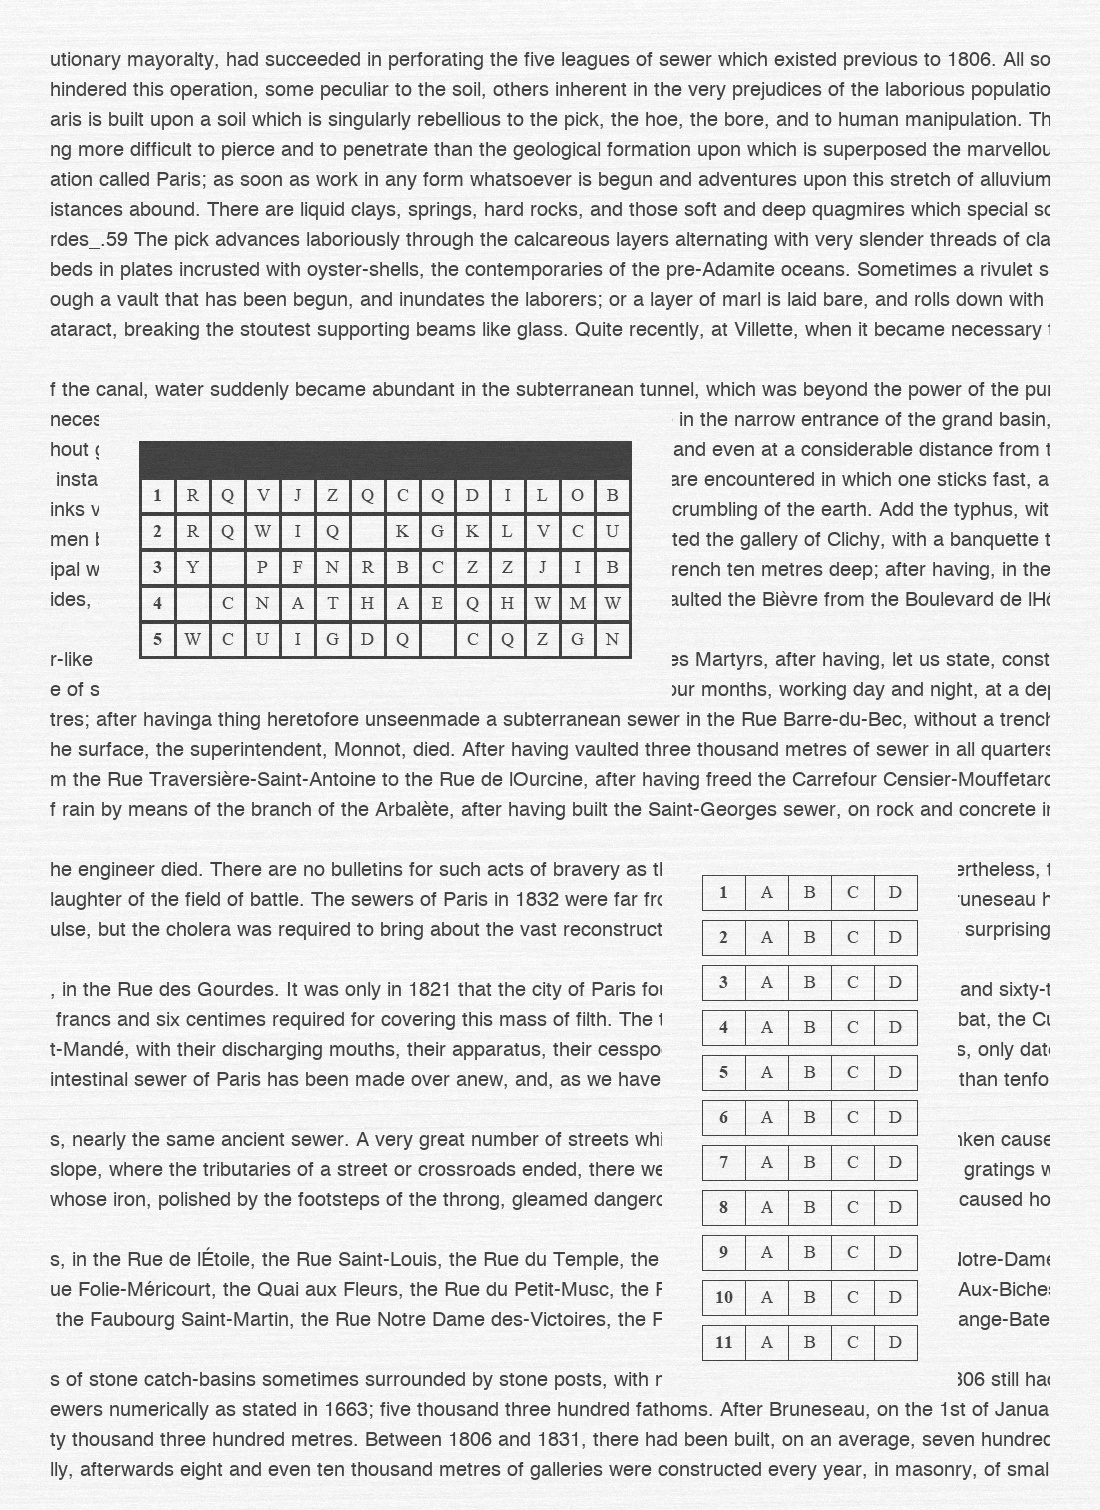 utionary mayoralty, had succeeded in perforating the five leagues of sewer which existed previous to 1806. All so
hindered this operation, some peculiar to the soil, others inherent in the very prejudices of the laborious populatio
aris is built upon a soil which is singularly rebellious to the pick, the hoe, the bore, and to human manipulation. Th
ng more difficult to pierce and to penetrate than the geological formation upon which is superposed the marvellou
ation called Paris; as soon as work in any form whatsoever is begun and adventures upon this stretch of alluvium
istances abound. There are liquid clays, springs, hard rocks, and those soft and deep quagmires which special sc
rdes_.59 The pick advances laboriously through the calcareous layers alternating with very slender threads of cla
beds in plates incrusted with oyster-shells, the contemporaries of the pre-Adamite oceans. Sometimes a rivulet s
ough a vault that has been begun, and inundates the laborers; or a layer of marl is laid bare, and rolls down with
ataract, breaking the stoutest supporting beams like glass. Quite recently, at Villette, when it became necessary
f the canal, water suddenly became abundant in the subterranean tunnel, which was beyond the power of the pur
neces in the narrow entrance of the grand basin,
hout and even at a considerable distance from
insta are encountered in which one sticks fast, a
inks crumbling of the earth. Add the typhus, wit
men ted the gallery of Clichy, with a banquette
ipal w rench ten metres deep; after having, in the
ides, aulted the Bièvre from the Boulevard de lHô
r-like es Martyrs, after having, let us state, const
e of s our months, working day and night, at a dep
1 R Q V J Z Q C Q D I L O B
2 R Q W I Q K G K L V C U
3 Y P F N R B C Z Z J I B
4 C N A T H A E Q H W M W
5 W C U I G D Q C Q Z G N
tres; after havinga thing heretofore unseenmade a subterranean sewer in the Rue Barre-du-Bec, without a trench
he surface, the superintendent, Monnot, died. After having vaulted three thousand metres of sewer in all quarters
m the Rue Traversière-Saint-Antoine to the Rue de lOurcine, after having freed the Carrefour Censier-Mouffetard
f rain by means of the branch of the Arbalète, after having built the Saint-Georges sewer, on rock and concrete in
he engineer died. There are no bulletins for such acts of bravery as th ertheless, t
laughter of the field of battle. The sewers of Paris in 1832 were far fro runeseau h
ulse, but the cholera was required to bring about the vast reconstruct surprising
, in the Rue des Gourdes. It was only in 1821 that the city of Paris fou and sixty-t
francs and six centimes required for covering this mass of filth. The bat, the Cu
t-Mandé, with their discharging mouths, their apparatus, their cesspo s, only date
intestinal sewer of Paris has been made over anew, and, as we have than tenfo
s, nearly the same ancient sewer. A very great number of streets whi nken cause
slope, where the tributaries of a street or crossroads ended, there we gratings w
whose iron, polished by the footsteps of the throng, gleamed dangero caused ho
s, in the Rue de lÉtoile, the Rue Saint-Louis, the Rue du Temple, the Notre-Dame
ue Folie-Méricourt, the Quai aux Fleurs, the Rue du Petit-Musc, the Aux-Biches
the Faubourg Saint-Martin, the Rue Notre Dame des-Victoires, the ange-Bate
s of stone catch-basins sometimes surrounded by stone posts, with 806 still had
1 A B C D
2 A B C D
3 A B C D
4 A B C D
5 A B C D
6 A B C D
7 A B C D
8 A B C D
9 A B C D
10 A B C D
11 A B C D
ewers numerically as stated in 1663; five thousand three hundred fathoms. After Bruneseau, on the 1st of Janua
ty thousand three hundred metres. Between 1806 and 1831, there had been built, on an average, seven hundred
lly, afterwards eight and even ten thousand metres of galleries were constructed every year, in masonry, of smal